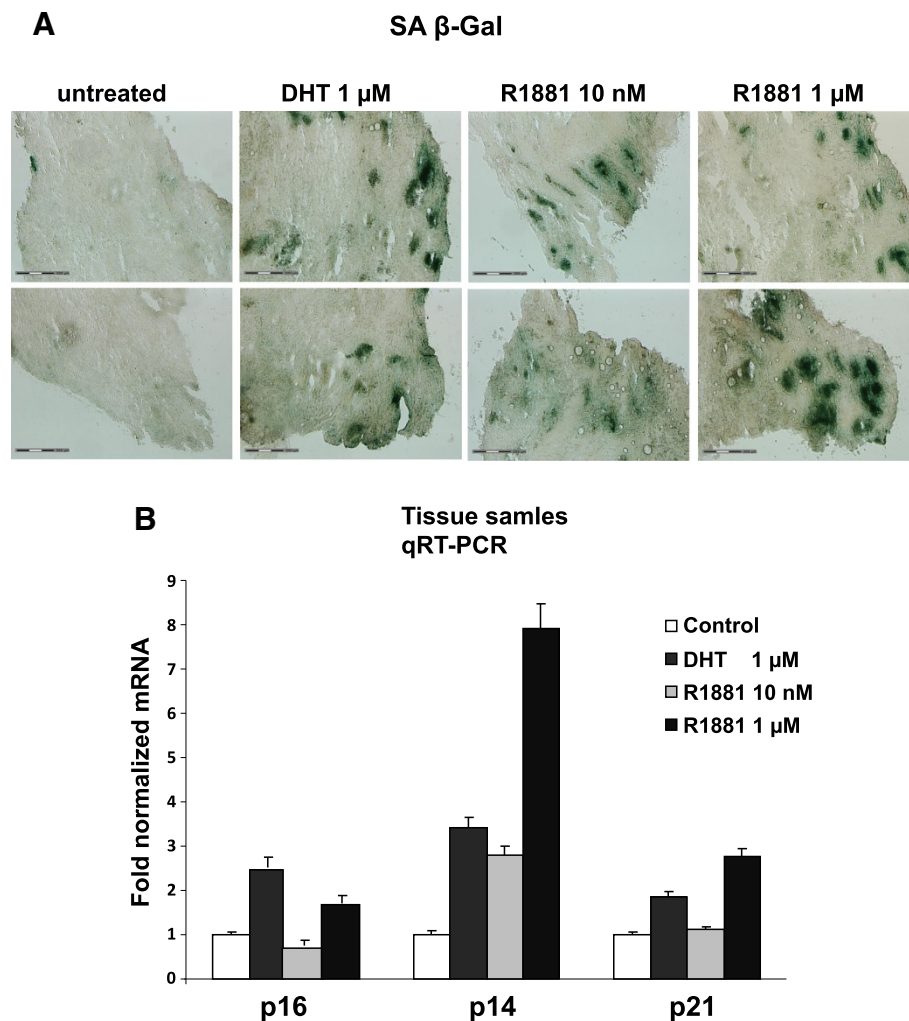 A
SA β-Gal
untreated
DHT 1 µM
R1881 10 nM
R1881 1 µM
B
Tissue samles
qRT-PCR
Fold normalized mRNA
9
8
7
6
5
4
3
2
1
0
Control
DHT 1 µM
R1881 10 nM
R1881 1 µM
p16
p14
p21